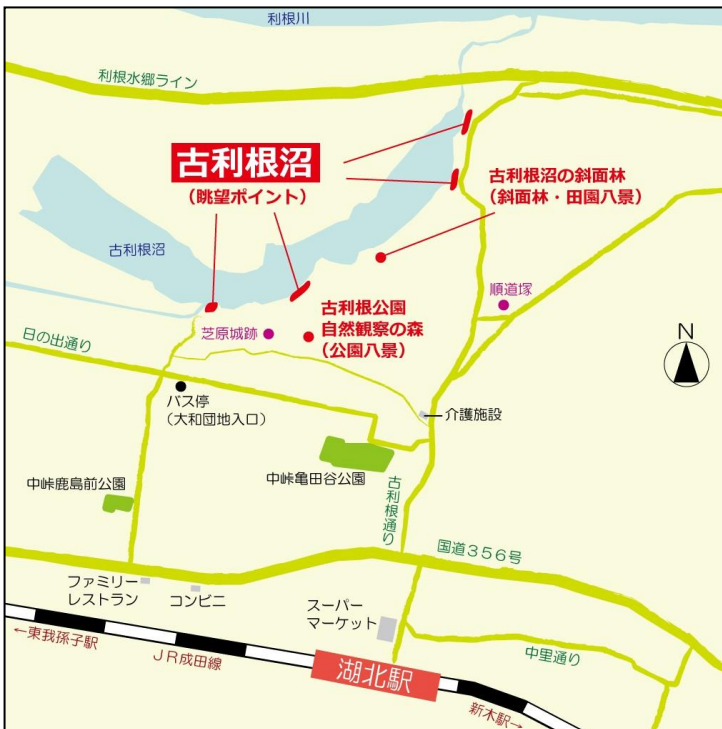 利根川
利根水郷ライン
古利根沼
(眺望ポイント)
古利根沼の斜面林
(斜面林・田園八景)
古利根沼
順道塚
古利根公園
自然観察の森
(公園八景)
芝原城跡
日の出通り
N
バス停
(大和団地入口)
介護施設
中峠亀田谷公園
中峠鹿島前公園
古利根通り
国道356号
ファミリー
レストラン
コンビニ
スーパー
マーケット
←東我孫子駅
JR成田線
湖北駅
中里通り
新木駅→